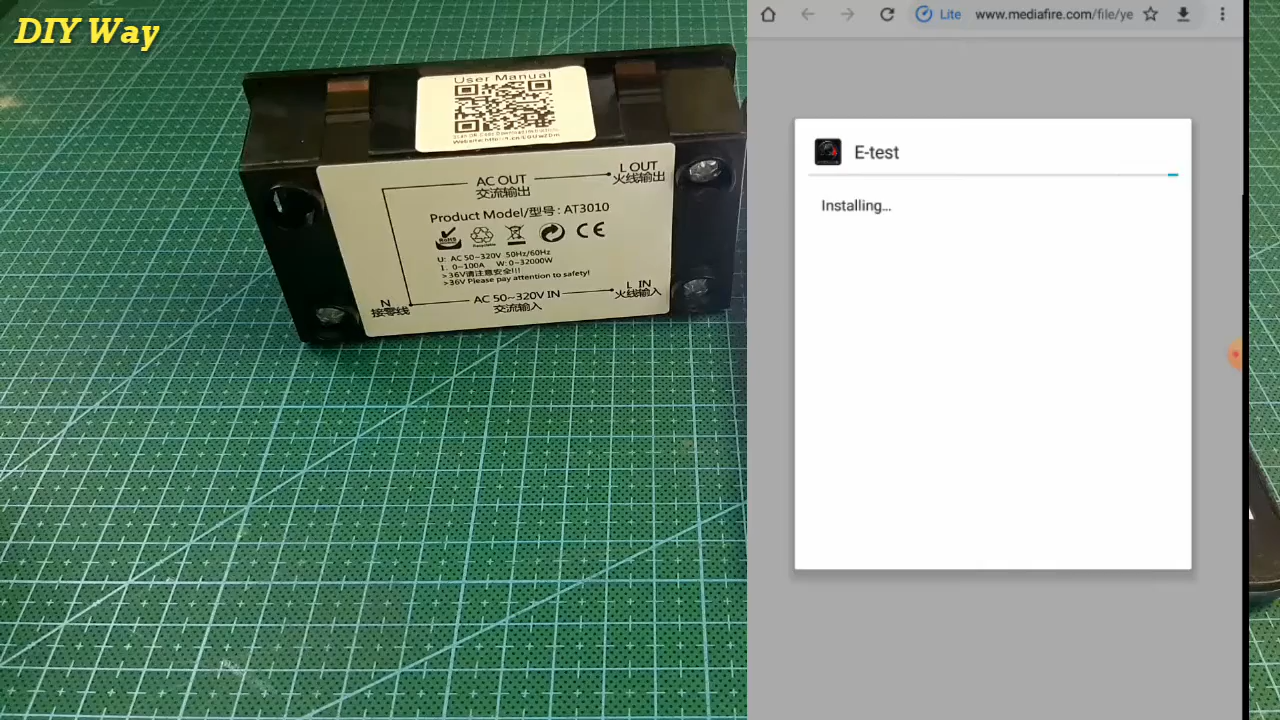 DIY Way
User Manual
AC OUT
交流输出
L OUT
火线输出
Product Model/型号: AT3010
RoHS
Recyclable
CE
U: AC 50~320V 50Hz/60Hz
I: 0~100A W: 0~32000W
>36V请注意安全!!!
>36V Please pay attention to safety!
N
接零线
AC 50~320V IN
交流输入
L IN
火线输入
Lite www.mediafire.com/file/ye
E-test
Installing...